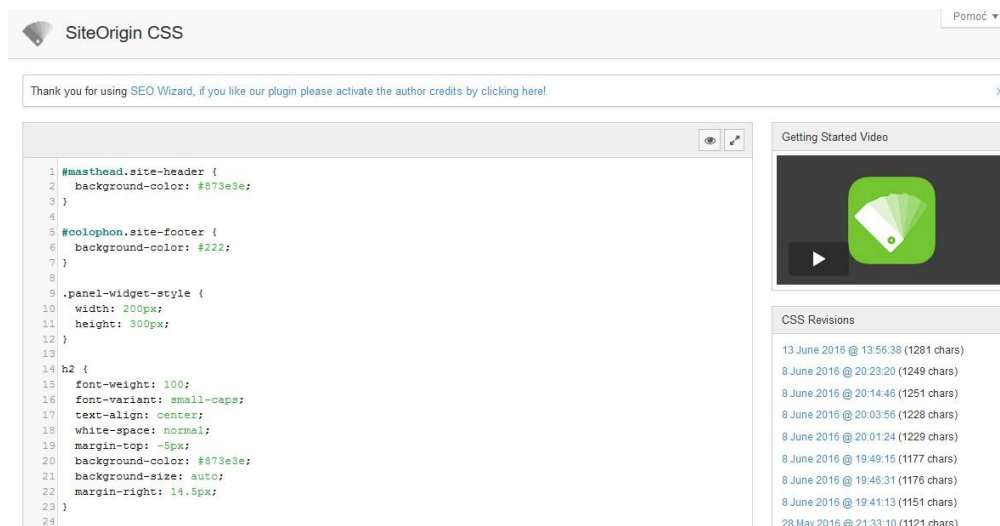 Pomoć
SiteOrigin CSS
Thank you for using SEO Wizard, if you like our plugin please activate the author credits by clicking here!
1 #masthead.site-header {
2 background-color: #873e3e;
3 }
4
5 #colophon.site-footer {
6 background-color: #222;
7 }
8
9 .panel-widget-style {
10 width: 200px;
11 height: 300px;
12 }
13
14 h2 {
15 font-weight: 100;
16 font-variant: small-caps;
17 text-align: center;
18 white-space: normal;
19 margin-top: -5px;
20 background-color: #873e3e;
21 background-size: auto;
22 margin-right: 14.5px;
23 }
24
Getting Started Video
CSS Revisions
13 June 2016 @ 13:56:38 (1281 chars)
8 June 2016 @ 20:23:20 (1249 chars)
8 June 2016 @ 20:14:46 (1251 chars)
8 June 2016 @ 20:03:56 (1228 chars)
8 June 2016 @ 20:01:24 (1229 chars)
8 June 2016 @ 19:49:15 (1177 chars)
8 June 2016 @ 19:46:31 (1176 chars)
8 June 2016 @ 19:41:13 (1151 chars)
28 May 2016 @ 21:33:10 (1121 chars)